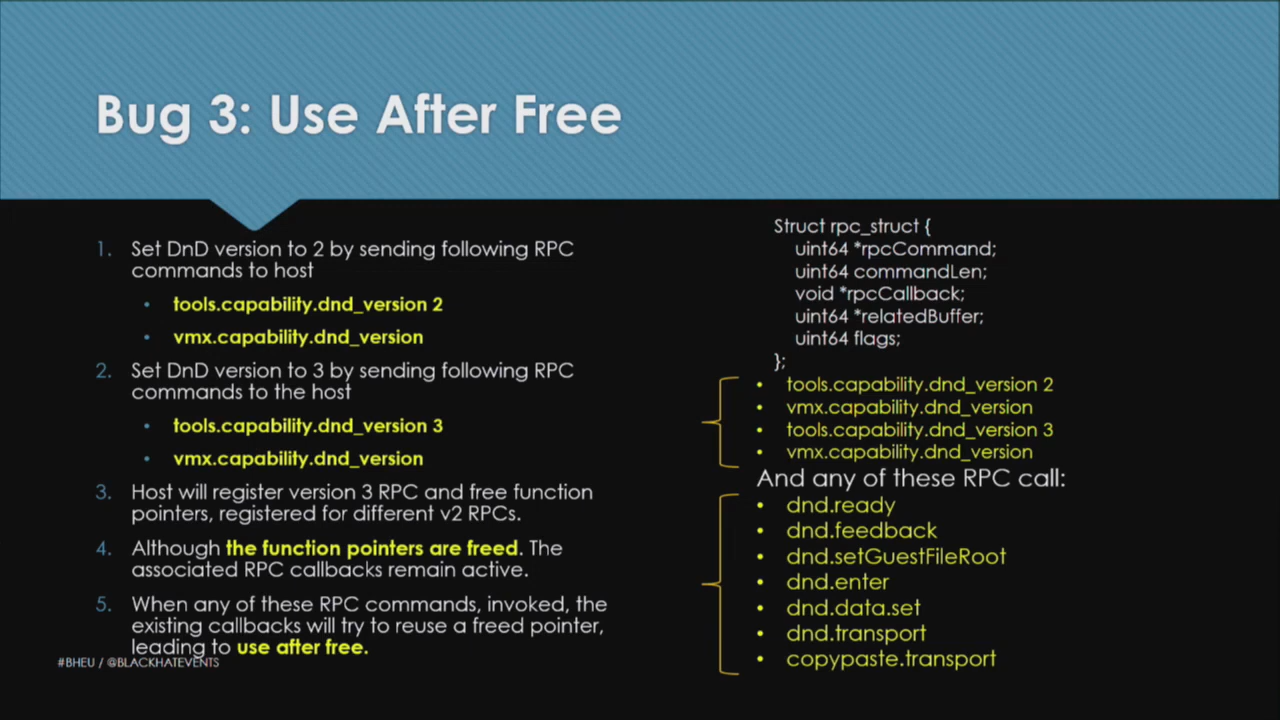 Bug 3: Use After Free
1. Set DnD version to 2 by sending following RPC
commands to host
• tools.capability.dnd_version 2
• vmx.capability.dnd_version
2. Set DnD version to 3 by sending following RPC
commands to the host
• tools.capability.dnd_version 3
• vmx.capability.dnd_version
3. Host will register version 3 RPC and free function
pointers, registered for different v2 RPCs.
4. Although the function pointers are freed. The
associated RPC callbacks remain active.
5. When any of these RPC commands, invoked, the
existing callbacks will try to reuse a freed pointer,
leading to use after free.
#BHEU / @BLACKHATEVENTS
Struct rpc_struct {
uint64 *rpcCommand;
uint64 commandLen;
void *rpcCallback;
uint64 *relatedBuffer;
uint64 flags;
};
• tools.capability.dnd_version 2
• vmx.capability.dnd_version
• tools.capability.dnd_version 3
• vmx.capability.dnd_version
And any of these RPC call:
• dnd.ready
• dnd.feedback
• dnd.setGuestFileRoot
• dnd.enter
• dnd.data.set
• dnd.transport
• copypaste.transport